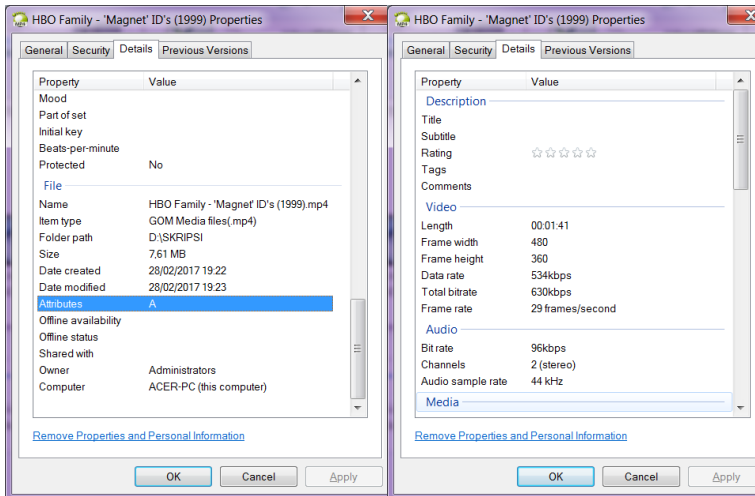 HBO Family - 'Magnet' ID's (1999) Properties
General Security Details Previous Versions
Property Value
Mood
Part of set
Initial key
Beats-per-minute
Protected No
File
Name HBO Family - 'Magnet' ID's (1999).mp4
Item type GOM Media files(.mp4)
Folder path D:\SKRIPSI
Size 7,61 MB
Date created 28/02/2017 19:22
Date modified 28/02/2017 19:23
Attributes A
Offline availability
Offline status
Shared with
Owner Administrators
Computer ACER-PC (this computer)
Remove Properties and Personal Information
OK Cancel Apply
HBO Family - 'Magnet' ID's (1999) Properties
General Security Details Previous Versions
Property Value
Description
Title
Subtitle
Rating
Tags
Comments
Video
Length 00:01:41
Frame width 480
Frame height 360
Data rate 534kbps
Total bitrate 630kbps
Frame rate 29 frames/second
Audio
Bit rate 96kbps
Channels 2 (stereo)
Audio sample rate 44 kHz
Media
Remove Properties and Personal Information
OK Cancel Apply